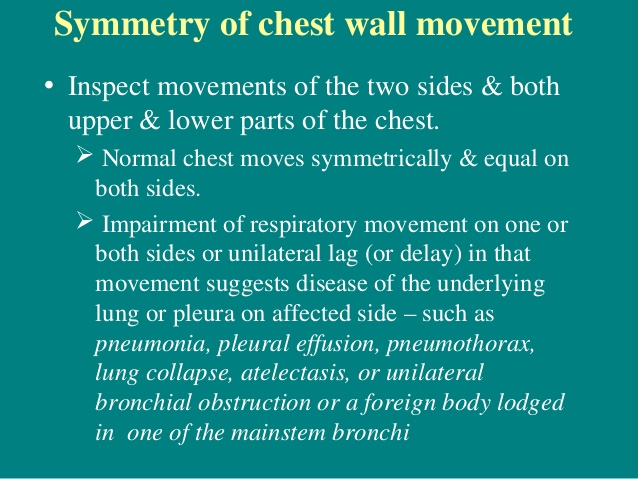 Symmetry of chest wall movement
• Inspect movements of the two sides & both
upper & lower parts of the chest.
➢ Normal chest moves symmetrically & equal on
both sides.
➢ Impairment of respiratory movement on one or
both sides or unilateral lag (or delay) in that
movement suggests disease of the underlying
lung or pleura on affected side – such as
pneumonia, pleural effusion, pneumothorax,
lung collapse, atelectasis, or unilateral
bronchial obstruction or a foreign body lodged
in one of the mainstem bronchi